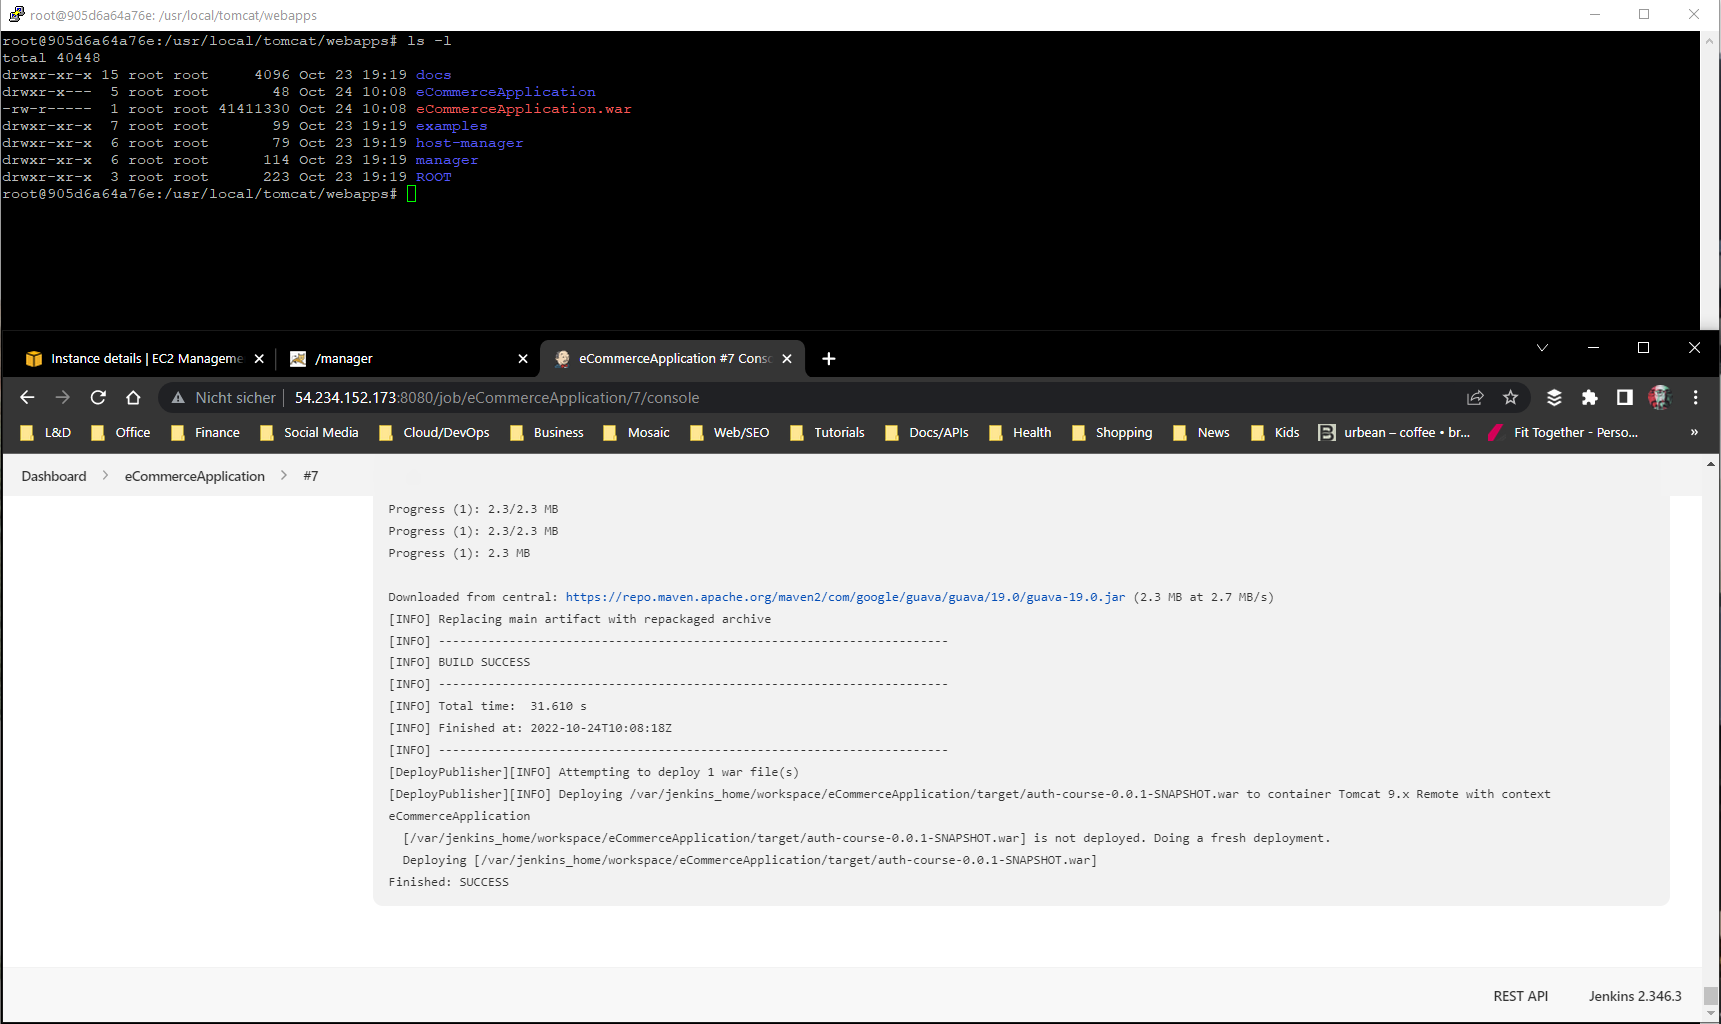 root@905d6a64a76e: /usr/local/tomcat/webapps
root@905d6a64a76e:/usr/local/tomcat/webapps# ls -l
total 40448
drwxr-xr-x 15 root root     4096 Oct 23 19:19 docs
drwxr-x---  5 root root       48 Oct 24 10:08 eCommerceApplication
-rw-r-----  1 root root 41411330 Oct 24 10:08 eCommerceApplication.war
drwxr-xr-x  7 root root       99 Oct 23 19:19 examples
drwxr-xr-x  6 root root       79 Oct 23 19:19 host-manager
drwxr-xr-x  6 root root      114 Oct 23 19:19 manager
drwxr-xr-x  3 root root      223 Oct 23 19:19 ROOT
root@905d6a64a76e:/usr/local/tomcat/webapps#
Instance details | EC2 Manageme /manager eCommerceApplication #7 Conso
Nicht sicher 54.234.152.173:8080/job/eCommerceApplication/7/console
L&D Office Finance Social Media Cloud/DevOps Business Mosaic Web/SEO Tutorials Docs/APIs Health Shopping News Kids urbean – coffee • br... Fit Together - Perso... »
Dashboard eCommerceApplication #7
Progress (1): 2.3/2.3 MB
Progress (1): 2.3/2.3 MB
Progress (1): 2.3 MB
Downloaded from central: https://repo.maven.apache.org/maven2/com/google/guava/guava/19.0/guava-19.0.jar (2.3 MB at 2.7 MB/s)
[INFO] Replacing main artifact with repackaged archive
[INFO] ------------------------------------------------------------------------
[INFO] BUILD SUCCESS
[INFO] ------------------------------------------------------------------------
[INFO] Total time:  31.610 s
[INFO] Finished at: 2022-10-24T10:08:18Z
[INFO] ------------------------------------------------------------------------
[DeployPublisher][INFO] Attempting to deploy 1 war file(s)
[DeployPublisher][INFO] Deploying /var/jenkins_home/workspace/eCommerceApplication/target/auth-course-0.0.1-SNAPSHOT.war to container Tomcat 9.x Remote with context
eCommerceApplication
[/var/jenkins_home/workspace/eCommerceApplication/target/auth-course-0.0.1-SNAPSHOT.war] is not deployed. Doing a fresh deployment.
Deploying [/var/jenkins_home/workspace/eCommerceApplication/target/auth-course-0.0.1-SNAPSHOT.war]
Finished: SUCCESS
REST API Jenkins 2.346.3